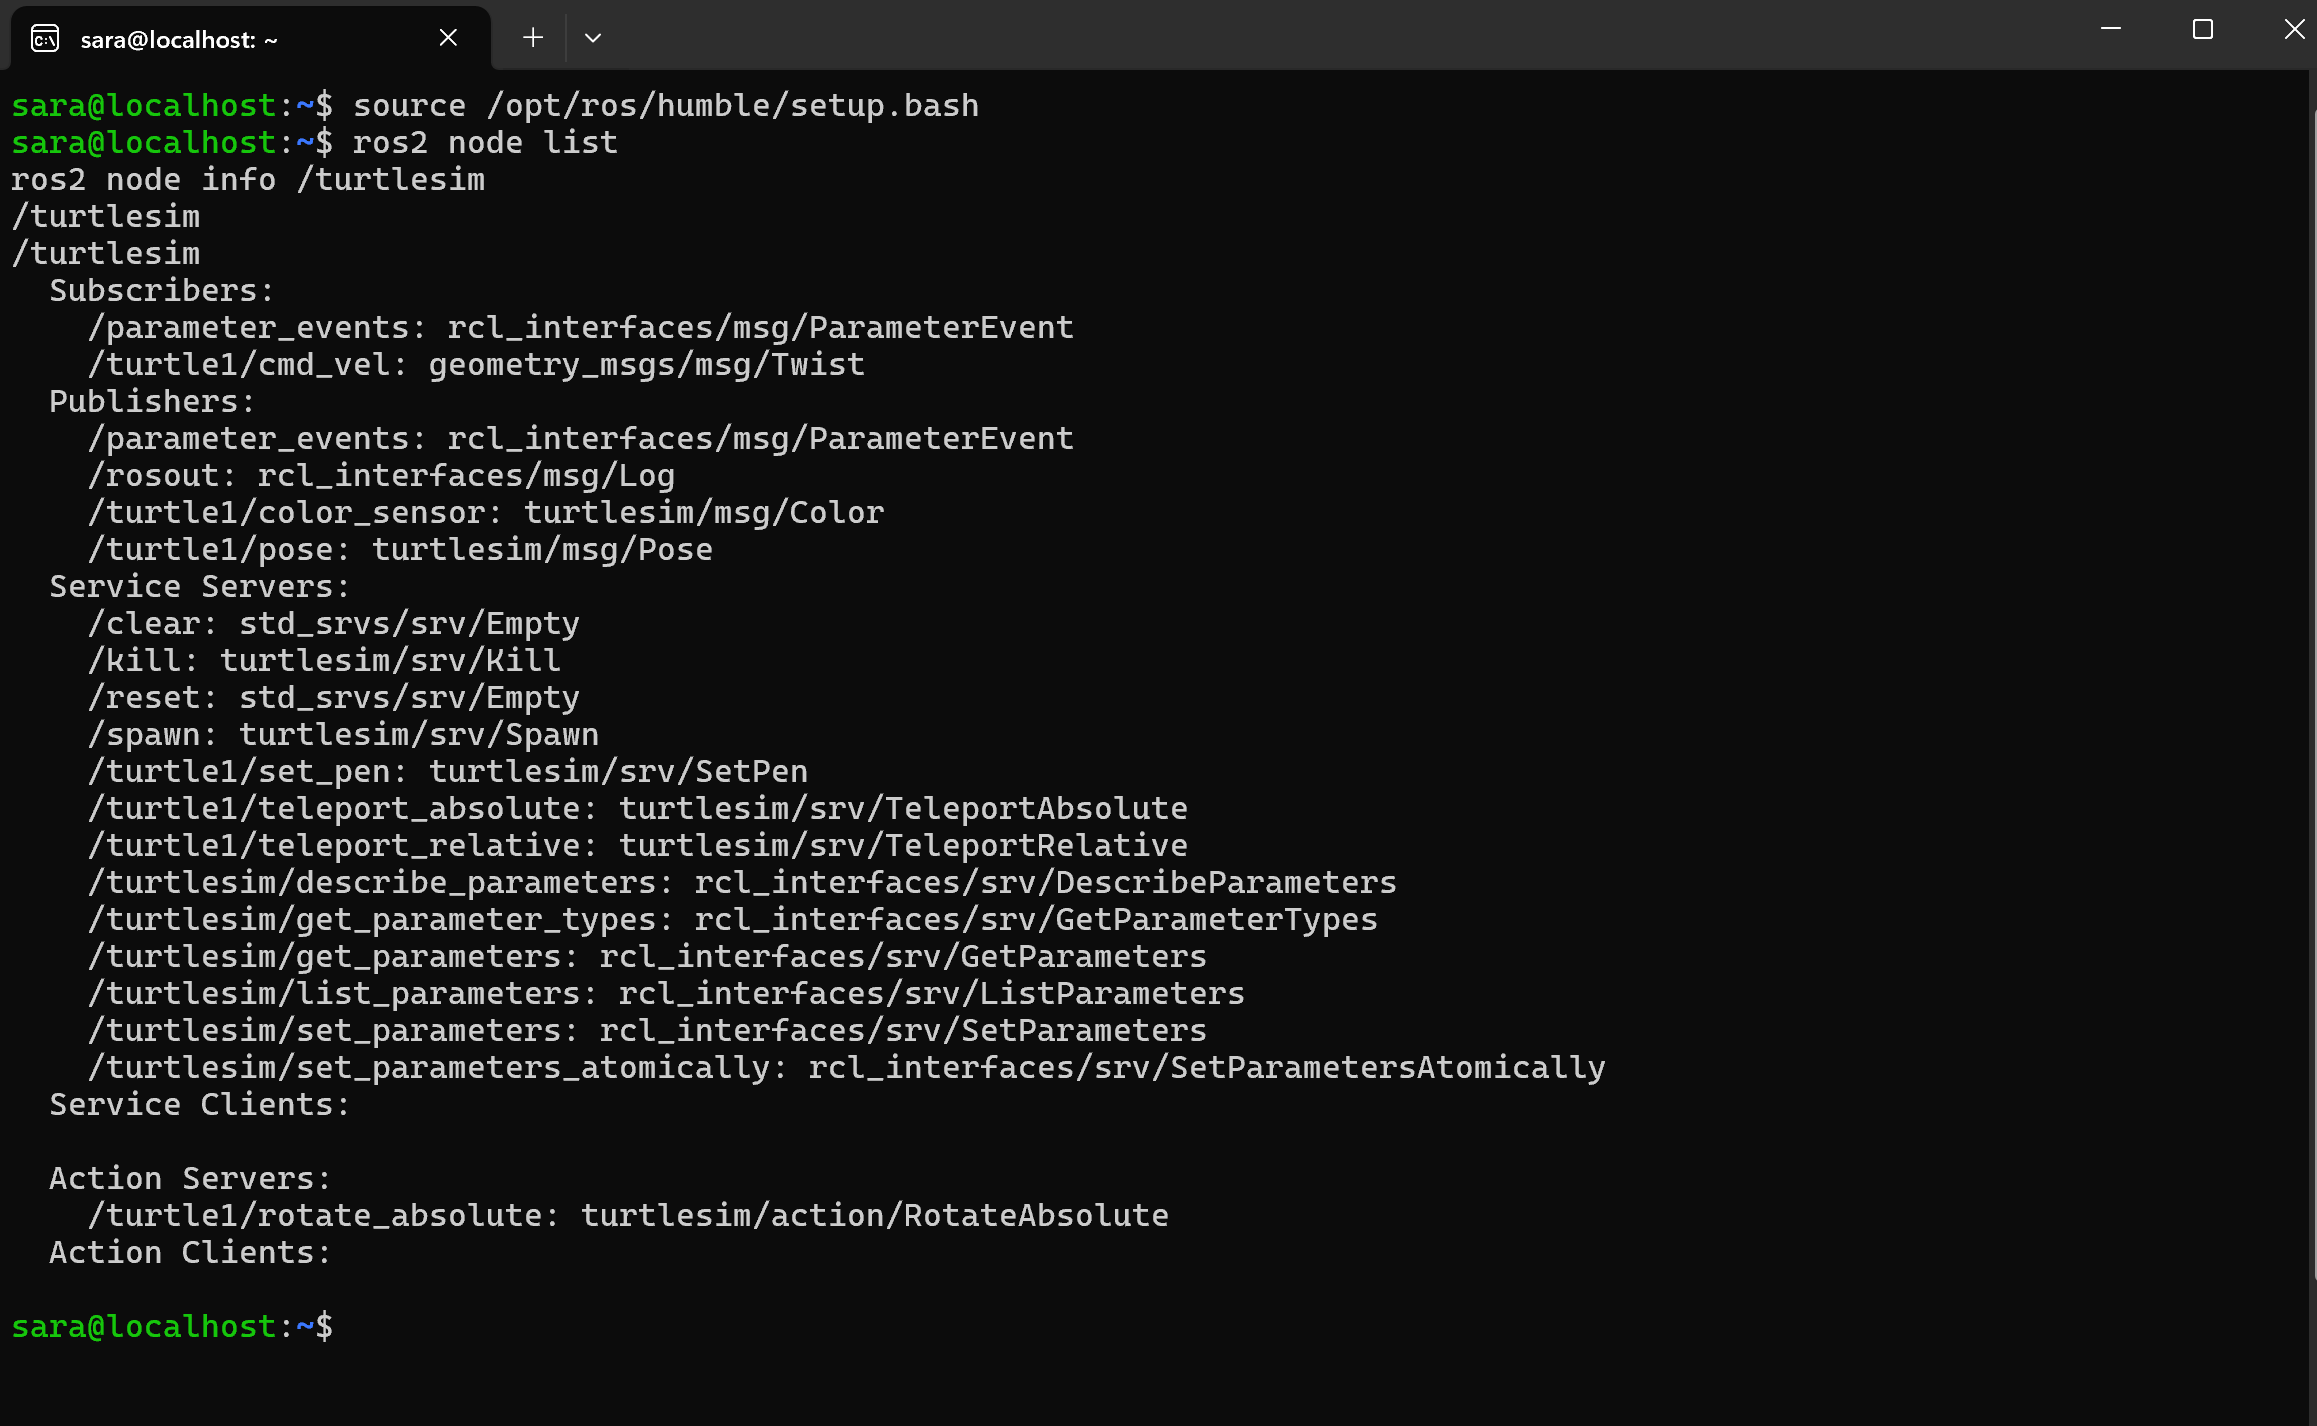 sara@localhost: ~
sara@localhost:~$ source /opt/ros/humble/setup.bash
sara@localhost:~$ ros2 node list
ros2 node info /turtlesim
/turtlesim
/turtlesim
  Subscribers:
    /parameter_events: rcl_interfaces/msg/ParameterEvent
    /turtle1/cmd_vel: geometry_msgs/msg/Twist
  Publishers:
    /parameter_events: rcl_interfaces/msg/ParameterEvent
    /rosout: rcl_interfaces/msg/Log
    /turtle1/color_sensor: turtlesim/msg/Color
    /turtle1/pose: turtlesim/msg/Pose
  Service Servers:
    /clear: std_srvs/srv/Empty
    /kill: turtlesim/srv/Kill
    /reset: std_srvs/srv/Empty
    /spawn: turtlesim/srv/Spawn
    /turtle1/set_pen: turtlesim/srv/SetPen
    /turtle1/teleport_absolute: turtlesim/srv/TeleportAbsolute
    /turtle1/teleport_relative: turtlesim/srv/TeleportRelative
    /turtlesim/describe_parameters: rcl_interfaces/srv/DescribeParameters
    /turtlesim/get_parameter_types: rcl_interfaces/srv/GetParameterTypes
    /turtlesim/get_parameters: rcl_interfaces/srv/GetParameters
    /turtlesim/list_parameters: rcl_interfaces/srv/ListParameters
    /turtlesim/set_parameters: rcl_interfaces/srv/SetParameters
    /turtlesim/set_parameters_atomically: rcl_interfaces/srv/SetParametersAtomically
  Service Clients:

  Action Servers:
    /turtle1/rotate_absolute: turtlesim/action/RotateAbsolute
  Action Clients:

sara@localhost:~$